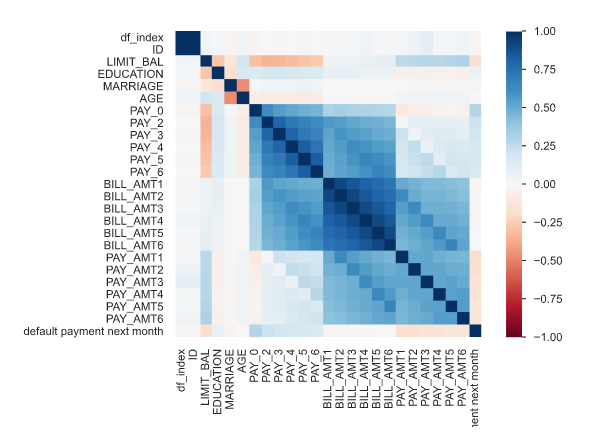 df_index
ID
LIMIT_BAL
EDUCATION
MARRIAGE
AGE
PAY_0
PAY_2
PAY_3
PAY_4
PAY_5
PAY_6
BILL_AMT1
BILL_AMT2
BILL_AMT3
BILL_AMT4
BILL_AMT5
BILL_AMT6
PAY_AMT1
PAY_AMT2
PAY_AMT3
PAY_AMT4
PAY_AMT5
PAY_AMT6
default payment next month
df_index
ID
LIMIT_BAL
EDUCATION
MARRIAGE
AGE
PAY_0
PAY_2
PAY_3
PAY_4
PAY_5
PAY_6
BILL_AMT1
BILL_AMT2
BILL_AMT3
BILL_AMT4
BILL_AMT5
BILL_AMT6
PAY_AMT1
PAY_AMT2
PAY_AMT3
PAY_AMT4
PAY_AMT5
PAY_AMT6
ent next month
1.00
0.75
0.50
0.25
0.00
−0.25
−0.50
−0.75
−1.00